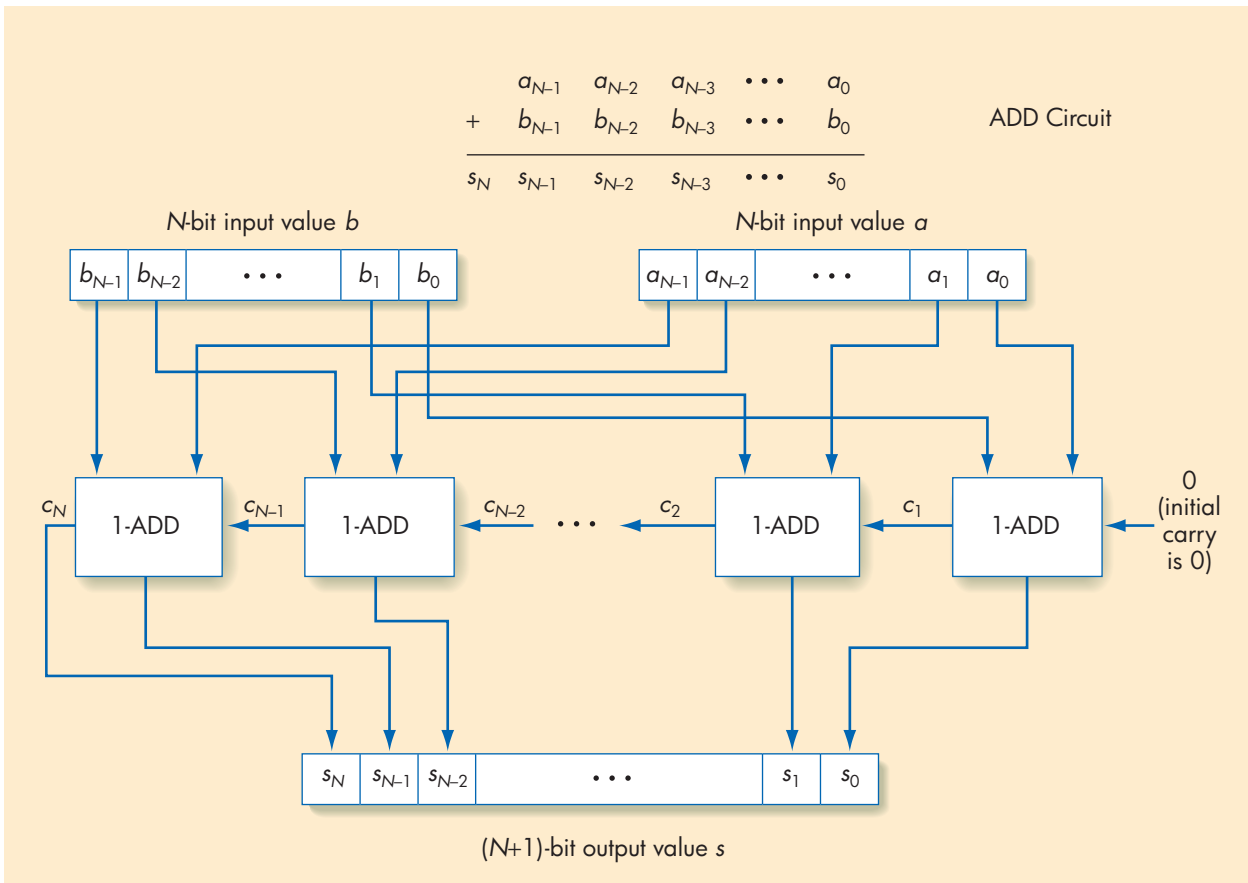 a_{N–1} a_{N–2} a_{N–3} • • • a_0
+ b_{N–1} b_{N–2} b_{N–3} • • • b_0 ADD Circuit
s_N s_{N–1} s_{N–2} s_{N–3} • • • s_0
N-bit input value b N-bit input value a
b_{N–1} b_{N–2} • • • b_1 b_0 a_{N–1} a_{N–2} • • • a_1 a_0
c_N 1-ADD c_{N–1} 1-ADD c_{N–2} • • • c_2 1-ADD c_1 1-ADD
0
(initial
carry
is 0)
s_N s_{N–1} s_{N–2} • • • s_1 s_0
(N+1)-bit output value s